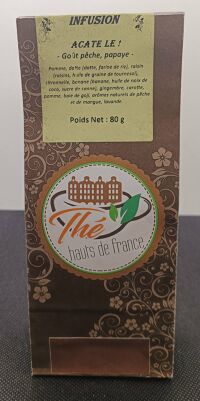 INFUSION
ACATE LE !
- Goût pêche, papaye -
Pomme, datte (datte, farine de riz), raisin
(raisins, huile de graine de tournesol),
citronnelle, banane (banane, huile de noix de
coco, sucre de canne), gingembre, carotte,
pomme, baie de goji, arômes naturels de pêche
et de mangue, lavande.
Poids Net : 80 g
Thé
hauts de france